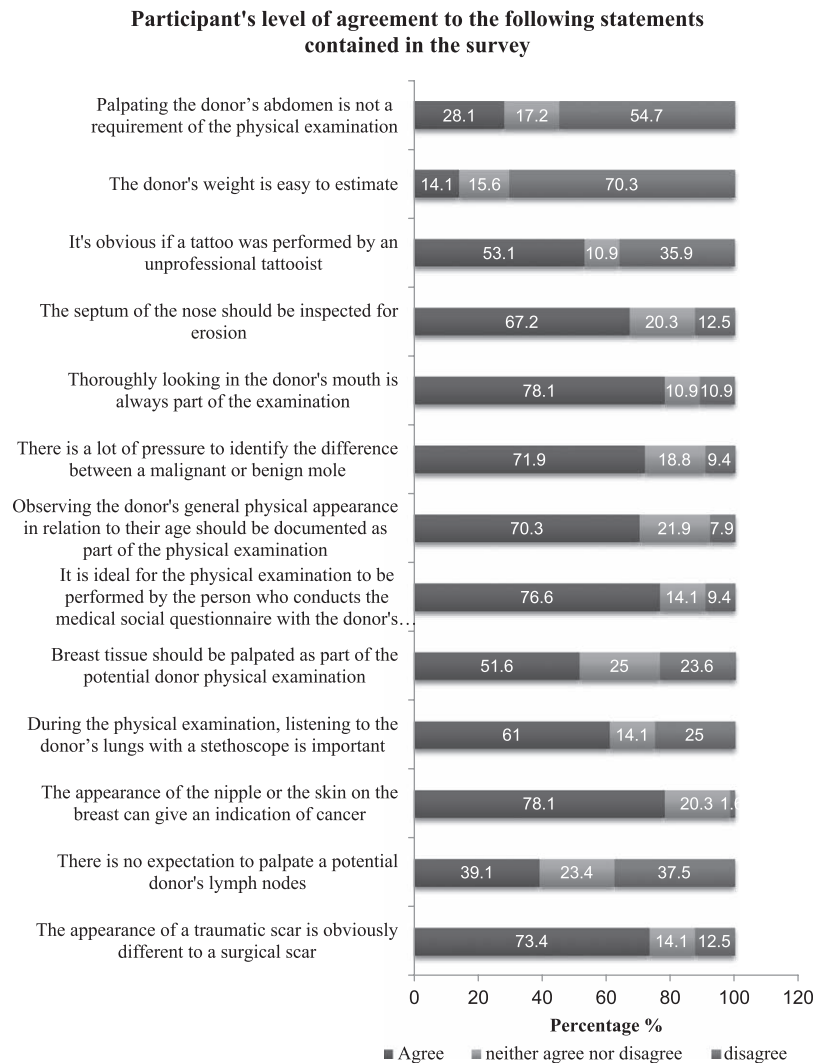 Participant's level of agreement to the following statements
contained in the survey
Palpating the donor’s abdomen is not a
requirement of the physical examination
28.1 17.2 54.7
The donor's weight is easy to estimate
14.1 15.6 70.3
It's obvious if a tattoo was performed by an
unprofessional tattooist
53.1 10.9 35.9
The septum of the nose should be inspected for
erosion
67.2 20.3 12.5
Thoroughly looking in the donor's mouth is
always part of the examination
78.1 10.9 10.9
There is a lot of pressure to identify the difference
between a malignant or benign mole
71.9 18.8 9.4
Observing the donor's general physical appearance
in relation to their age should be documented as
part of the physical examination
70.3 21.9 7.9
It is ideal for the physical examination to be
performed by the person who conducts the
medical social questionnaire with the donor's…
76.6 14.1 9.4
Breast tissue should be palpated as part of the
potential donor physical examination
51.6 25 23.6
During the physical examination, listening to the
donor’s lungs with a stethoscope is important
61 14.1 25
The appearance of the nipple or the skin on the
breast can give an indication of cancer
78.1 20.3
There is no expectation to palpate a potential
donor's lymph nodes
39.1 23.4 37.5
The appearance of a traumatic scar is obviously
different to a surgical scar
73.4 14.1 12.5
0 20 40 60 80 100 120
Percentage %
Agree neither agree nor disagree disagree